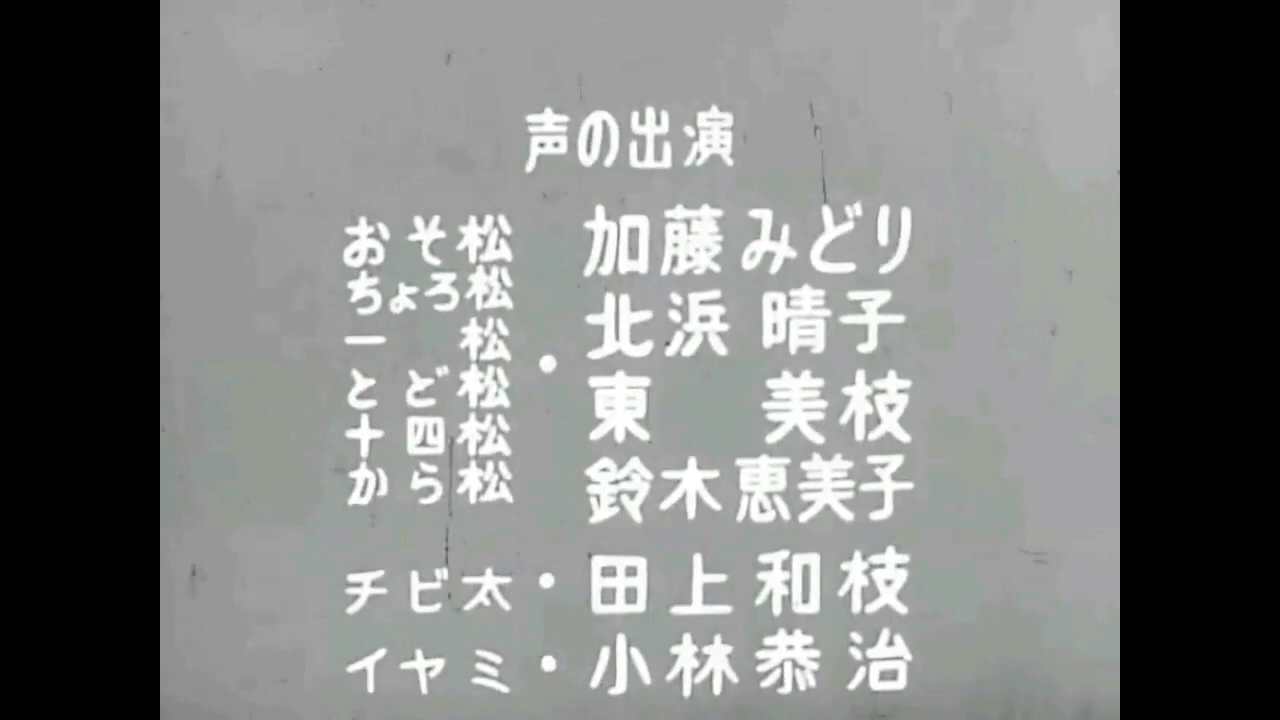 声の出演
おそ松
ちょろ松
一松
とど松
十四松
から松
・
加藤みどり
北浜晴子
東美枝
鈴木恵美子
チビ太・田上和枝
イヤミ・小林恭治